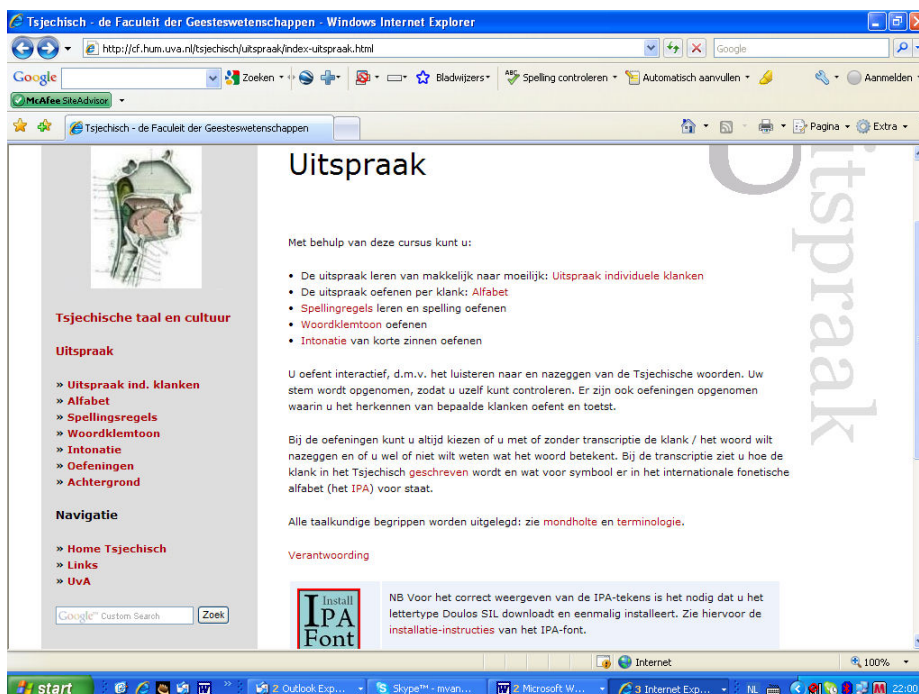 Tsjechisch - de Faculeit der Geesteswetenschappen - Windows Internet Explorer
http://cf.hum.uva.nl/tsjechisch/uitspraak/index-uitspraak.html
Google
Google
Zoeken
Bladwijzers
ABC
Spelling controleren
Automatisch aanvullen
Aanmelden
McAfee SiteAdvisor
Tsjechisch - de Faculeit der Geesteswetenschappen
Pagina
Extra
Uitspraak
Uitspraak
Met behulp van deze cursus kunt u:
• De uitspraak leren van makkelijk naar moeilijk: Uitspraak individuele klanken
• De uitspraak oefenen per klank: Alfabet
• Spellingregels leren en spelling oefenen
• Woordklemtoon oefenen
• Intonatie van korte zinnen oefenen
U oefent interactief, d.m.v. het luisteren naar en nazeggen van de Tsjechische woorden. Uw
stem wordt opgenomen, zodat u uzelf kunt controleren. Er zijn ook oefeningen opgenomen
waarin u het herkennen van bepaalde klanken oefent en toetst.
Bij de oefeningen kunt u altijd kiezen of u met of zonder transcriptie de klank / het woord wilt
nazeggen en of u wel of niet wilt weten wat het woord betekent. Bij de transcriptie ziet u hoe de
klank in het Tsjechisch geschreven wordt en wat voor symbool er in het internationale fonetische
alfabet (het IPA) voor staat.
Alle taalkundige begrippen worden uitgelegd: zie mondholte en terminologie.
Verantwoording
Install
IPA
Font
NB Voor het correct weergeven van de IPA-tekens is het nodig dat u het
lettertype Doulos SIL downloadt en eenmalig installeert. Zie hiervoor de
installatie-instructies van het IPA-font.
Tsjechische taal en cultuur
Uitspraak
» Uitspraak ind. klanken
» Alfabet
» Spellingsregels
» Woordklemtoon
» Intonatie
» Oefeningen
» Achtergrond
Navigatie
» Home Tsjechisch
» Links
» UvA
Google™ Custom Search
Zoek
Internet
100%
start
2 Outlook Exp...
Skype™ - mvan...
2 Microsoft W...
3 Internet Exp...
NL
22:08